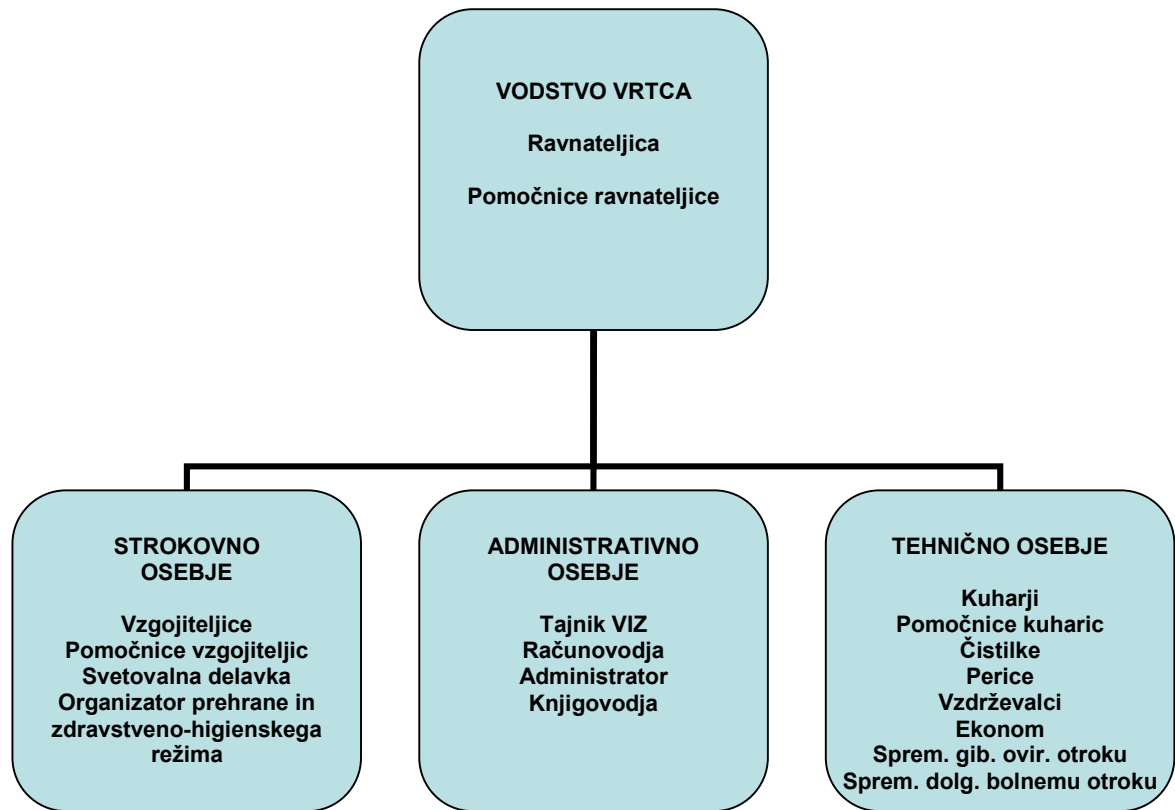 VODSTVO VRTCA
Ravnateljica
Pomočnice ravnateljice
STROKOVNO
OSEBJE
Vzgojiteljice
Pomočnice vzgojiteljic
Svetovalna delavka
Organizator prehrane in
zdravstveno-higienskega
režima
ADMINISTRATIVNO
OSEBJE
Tajnik VIZ
Računovodja
Administrator
Knjigovodja
TEHNIČNO OSEBJE
Kuharji
Pomočnice kuharic
Čistilke
Perice
Vzdrževalci
Ekonom
Sprem. gib. ovir. otroku
Sprem. dolg. bolnemu otroku